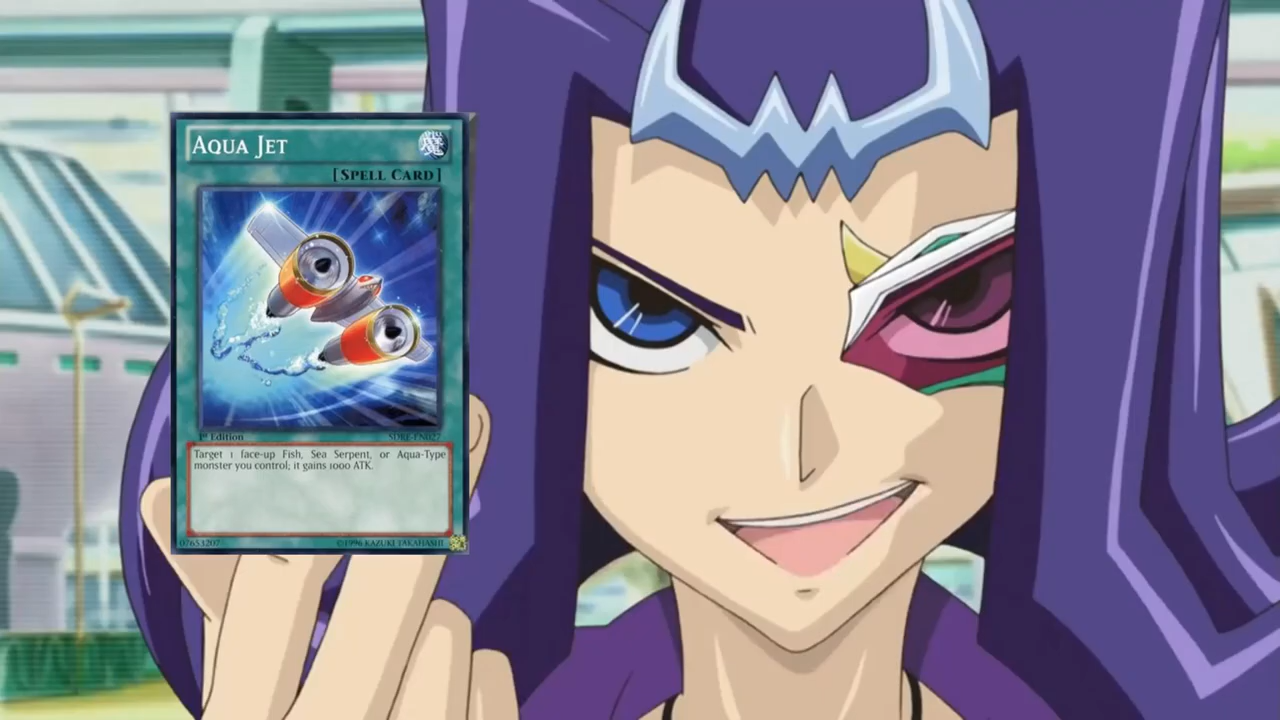 AQUA JET
魔
[SPELL CARD]
1st Edition
SDRE-EN027
Target 1 face-up Fish, Sea Serpent, or Aqua-Type
monster you control; it gains 1000 ATK.
07653207
©1996 KAZUKI TAKAHASHI